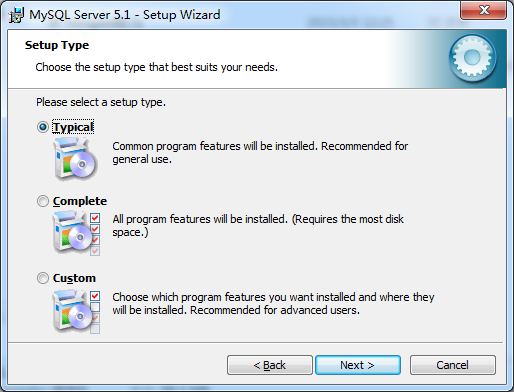 MySQL Server 5.1 - Setup Wizard
Setup Type
Choose the setup type that best suits your needs.
Please select a setup type.
Typical
Common program features will be installed. Recommended for
general use.
Complete
All program features will be installed. (Requires the most disk
space.)
Custom
Choose which program features you want installed and where they
will be installed. Recommended for advanced users.
< Back
Next >
Cancel